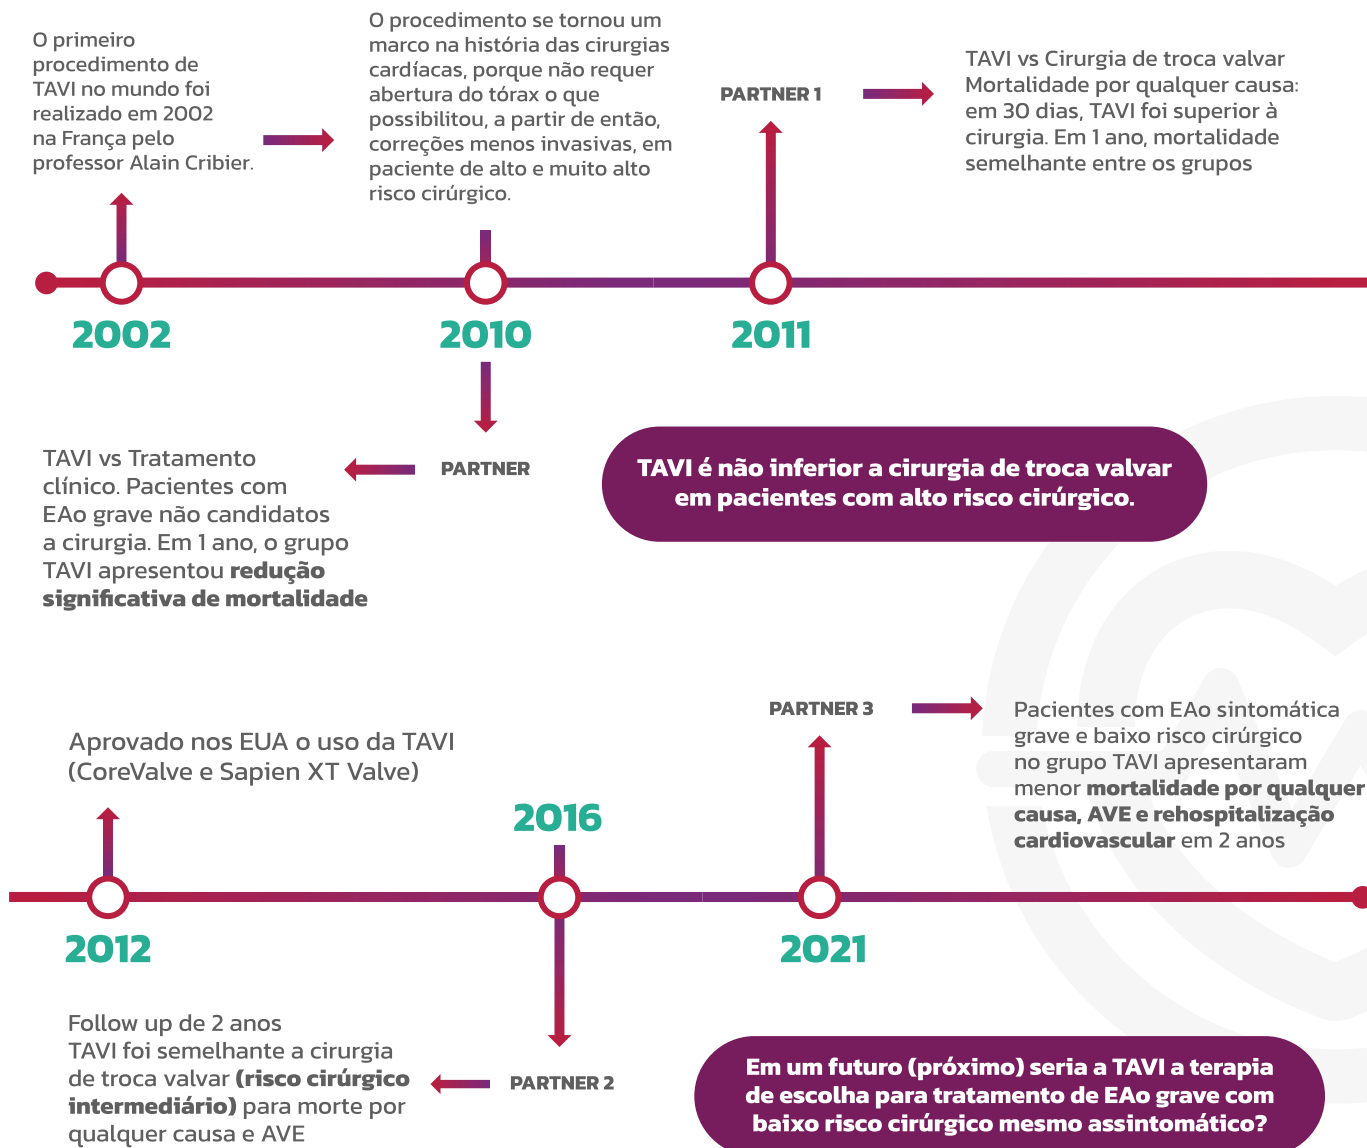 O primeiro
procedimento de
TAVI no mundo foi
realizado em 2002
na França pelo
professor Alain Cribier.
O procedimento se tornou um
marco na história das cirurgias
cardíacas, porque não requer
abertura do tórax o que
possibilitou, a partir de então,
correções menos invasivas, em
paciente de alto e muito alto
risco cirúrgico.
PARTNER 1
TAVI vs Cirurgia de troca valvar
Mortalidade por qualquer causa:
em 30 dias, TAVI foi superior à
cirurgia. Em 1 ano, mortalidade
semelhante entre os grupos
2002
2010
2011
TAVI vs Tratamento
clínico. Pacientes com
EAo grave não candidatos
a cirurgia. Em 1 ano, o grupo
TAVI apresentou redução
significativa de mortalidade
PARTNER
TAVI é não inferior a cirurgia de troca valvar
em pacientes com alto risco cirúrgico.
Aprovado nos EUA o uso da TAVI
(CoreValve e Sapien XT Valve)
2016
PARTNER 3
Pacientes com EAo sintomática
grave e baixo risco cirúrgico
no grupo TAVI apresentaram
menor mortalidade por qualquer
causa, AVE e rehospitalização
cardiovascular em 2 anos
2012
2021
Follow up de 2 anos
TAVI foi semelhante a cirurgia
de troca valvar (risco cirúrgico
intermediário) para morte por
qualquer causa e AVE
PARTNER 2
Em um futuro (próximo) seria a TAVI a terapia
de escolha para tratamento de EAo grave com
baixo risco cirúrgico mesmo assintomático?